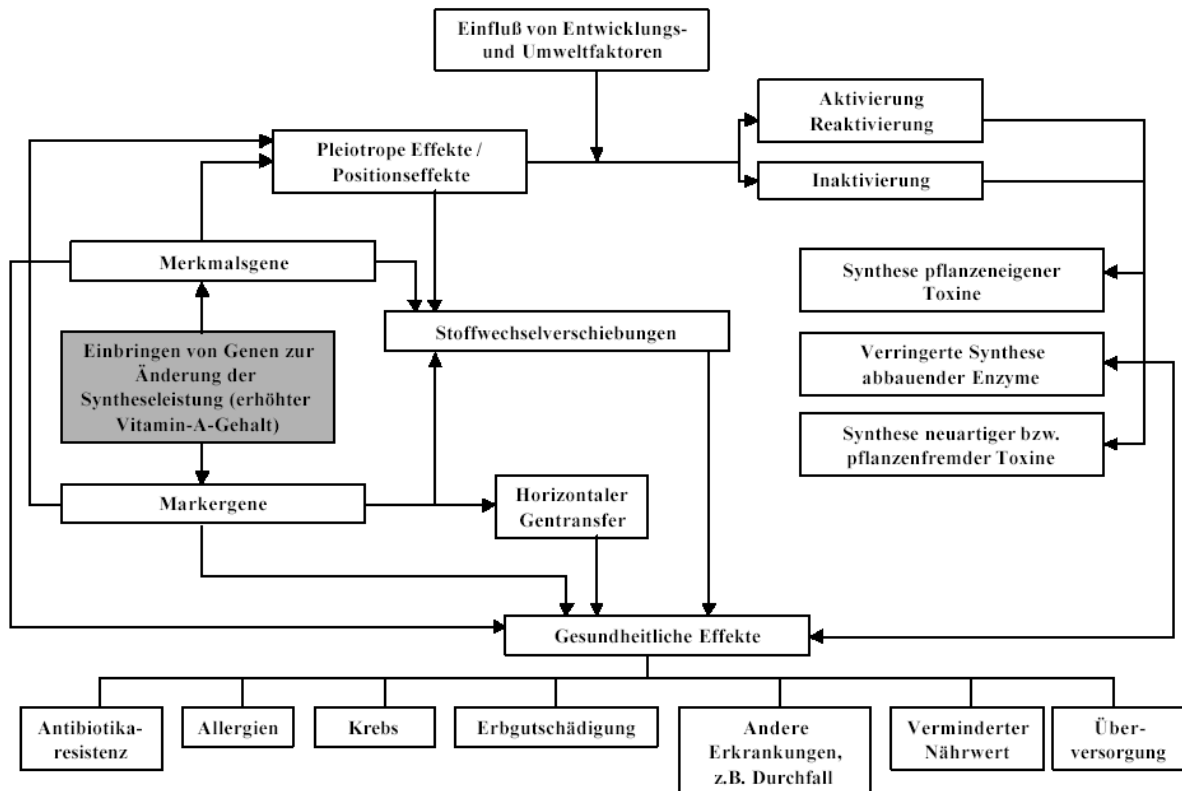 Einfluß von Entwicklungs-
und Umweltfaktoren
Aktivierung
Reaktivierung
Pleiotrope Effekte /
Positionseffekte
Inaktivierung
Merkmalsgene
Synthese pflanzeneigener
Toxine
Stoffwechselverschiebungen
Einbringen von Genen zur
Änderung der
Syntheseleistung (erhöhter
Vitamin-A-Gehalt)
Verringerte Synthese
abbauender Enzyme
Synthese neuartiger bzw.
pflanzenfremder Toxine
Markergene
Horizontaler
Gentransfer
Gesundheitliche Effekte
Antibiotika-
resistenz
Allergien
Krebs
Erbgutschädigung
Andere
Erkrankungen,
z.B. Durchfall
Verminderter
Nährwert
Über-
versorgung